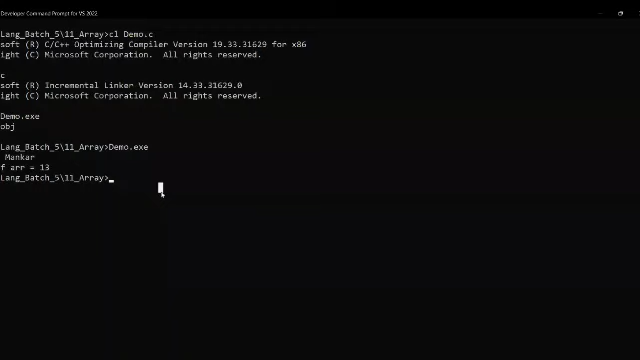 Developer Command Prompt for VS 2022
Lang_Batch_5\11_Array>cl Demo.c
soft (R) C/C++ Optimizing Compiler Version 19.33.31629 for x86
ight (C) Microsoft Corporation.  All rights reserved.
c
soft (R) Incremental Linker Version 14.33.31629.0
ight (C) Microsoft Corporation.  All rights reserved.
Demo.exe
obj
Lang_Batch_5\11_Array>Demo.exe
Mankar
f arr = 13
Lang_Batch_5\11_Array>